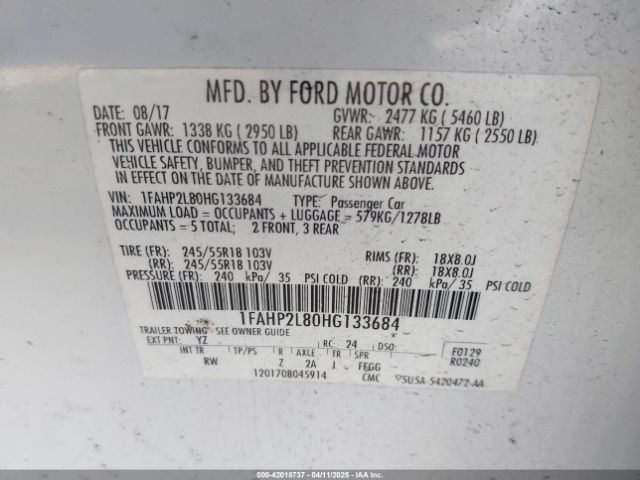 MFD. BY FORD MOTOR CO.
DATE: 08/17 GVWR: 2477 KG ( 5460 LB)
FRONT GAWR: 1338 KG ( 2950 LB) REAR GAWR: 1157 KG ( 2550 LB)
THIS VEHICLE CONFORMS TO ALL APPLICABLE FEDERAL MOTOR
VEHICLE SAFETY, BUMPER, AND THEFT PREVENTION STANDARDS
IN EFFECT ON THE DATE OF MANUFACTURE SHOWN ABOVE.
VIN: 1FAHP2L80HG133684 TYPE: Passenger Car
MAXIMUM LOAD = OCCUPANTS + LUGGAGE = 579KG/1278LB
OCCUPANTS = 5 TOTAL; 2 FRONT, 3 REAR
TIRE (FR): 245/55R18 103V RIMS (FR): 18X8.0J
(RR): 245/55R18 103V (RR): 18X8.0J
PRESSURE (FR): 240 kPa/ 35 PSI COLD (RR): 240 kPa/ 35 PSI COLD
1FAHP2L80HG133684
TRAILER TOWING - SEE OWNER GUIDE
EXT PNT: YZ RC: 24 DSO: F0129
INT TR TP/PS R AXLE TR SPR R0240
RW Z 2A J FEGG
1201708045914 CMC 5U5A-5420472-AA
000-42018737 - 04/11/2025 - IAAI.COM